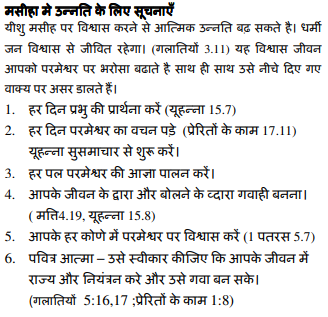 मसीहा मे उन्नति के लिए सूचनाएँ
यीशु मसीह पर विश्वास करने से आत्मिक उन्नति बढ़ सकते है। धर्मी
जन विश्वास से जीवित रहेगा। (गलातियों 3.11) यह विश्वास जीवन
आपको परमेश्वर पर भरोसा बढाते है साथ ही साथ उसे नीचे दिए गए
वाक्य पर असर डालते हैं।
1. हर दिन प्रभु की प्रार्थना करें (यूहन्ना 15.7)
2. हर दिन परमेश्वर का वचन पड़े (प्रेरितों के काम 17.11)
यूहन्ना सुसमाचार से शुरू करें।
3. हर पल परमेश्वर की आज्ञा पालन करें।
4. आपके जीवन के द्वारा और बोलने के व्दारा गवाही बनना।
( मत्ति4.19, यूहन्ना 15.8)
5. आपके हर कोणे में परमेश्वर पर विश्वास करें (1 पतरस 5.7)
6. पवित्र आत्मा – उसे स्वीकार कीजिए कि आपके जीवन में
राज्य और नियंत्रन करे और उसे गवा बन सके।
(गलातियों 5:16,17 ;प्रेरितों के काम 1:8)